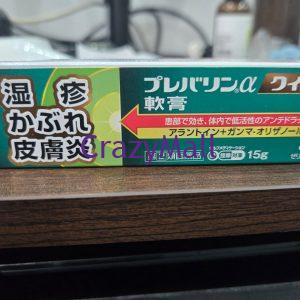 湿疹
かぶれ
皮膚炎
プレバリンα クイ
軟膏
患部で効き、体内で低活性のアンテドラ
アラントイン+ガンマ-オリザノール
15g
CrazyMall